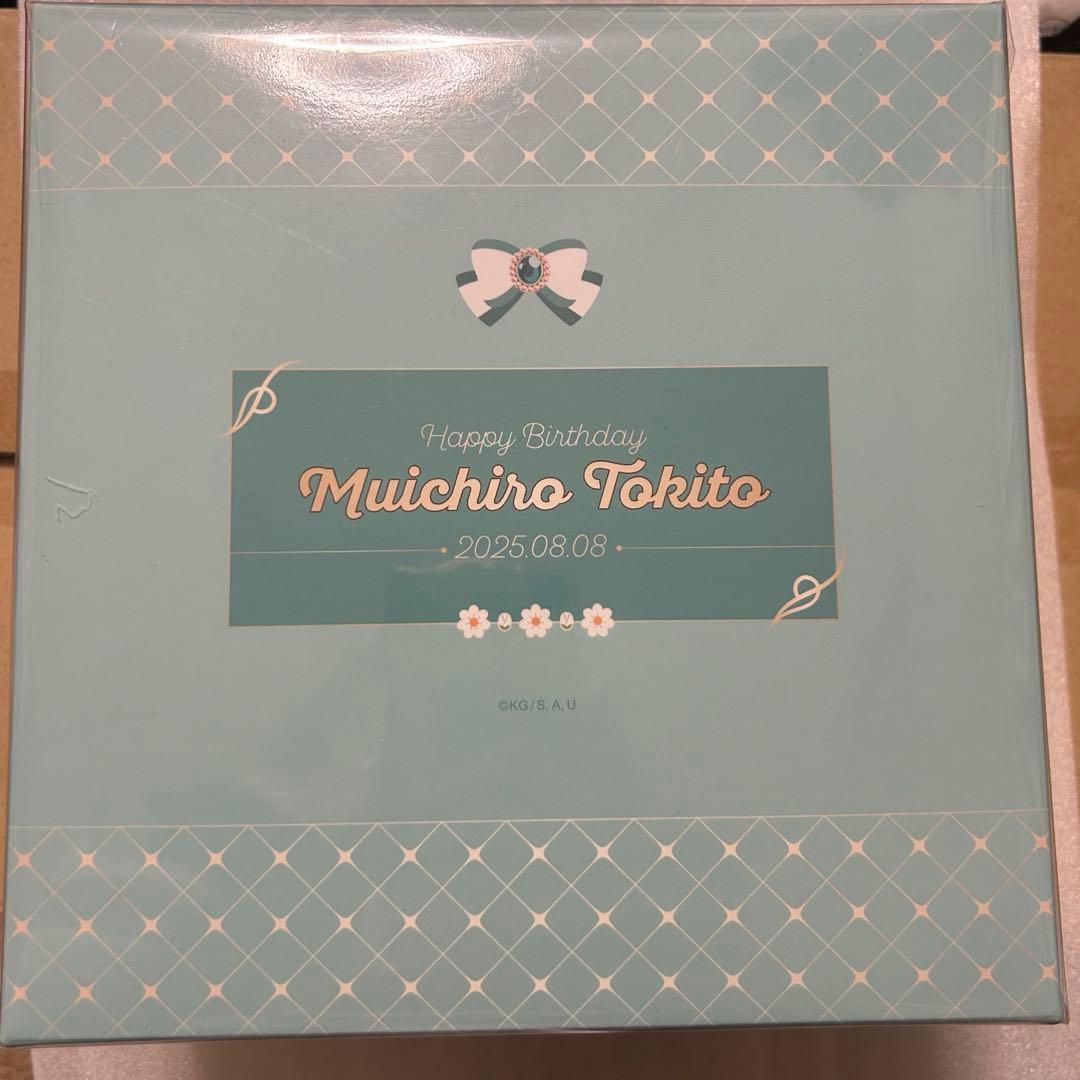 Happy Birthday
Muichiro Tokito
2025.08.08
©KG/S, A, U